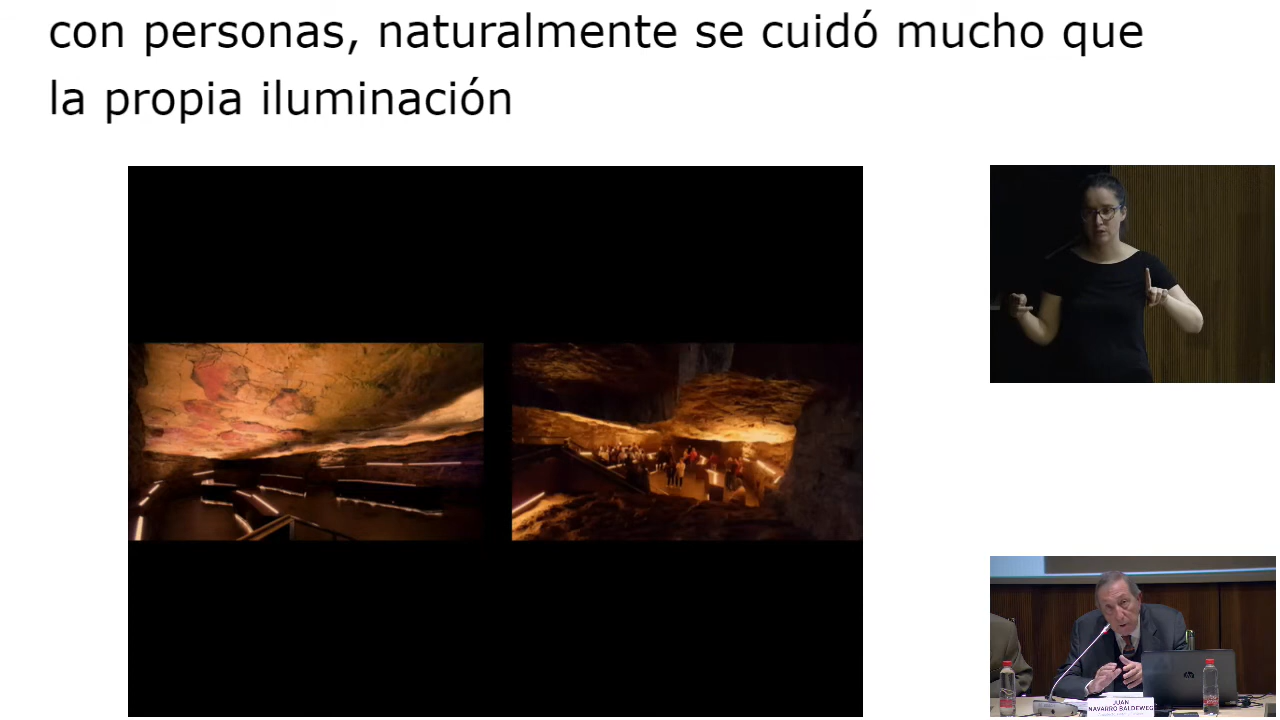 con personas, naturalmente se cuidó mucho que
la propia iluminación
JUAN
NAVARRO BALDEWEG